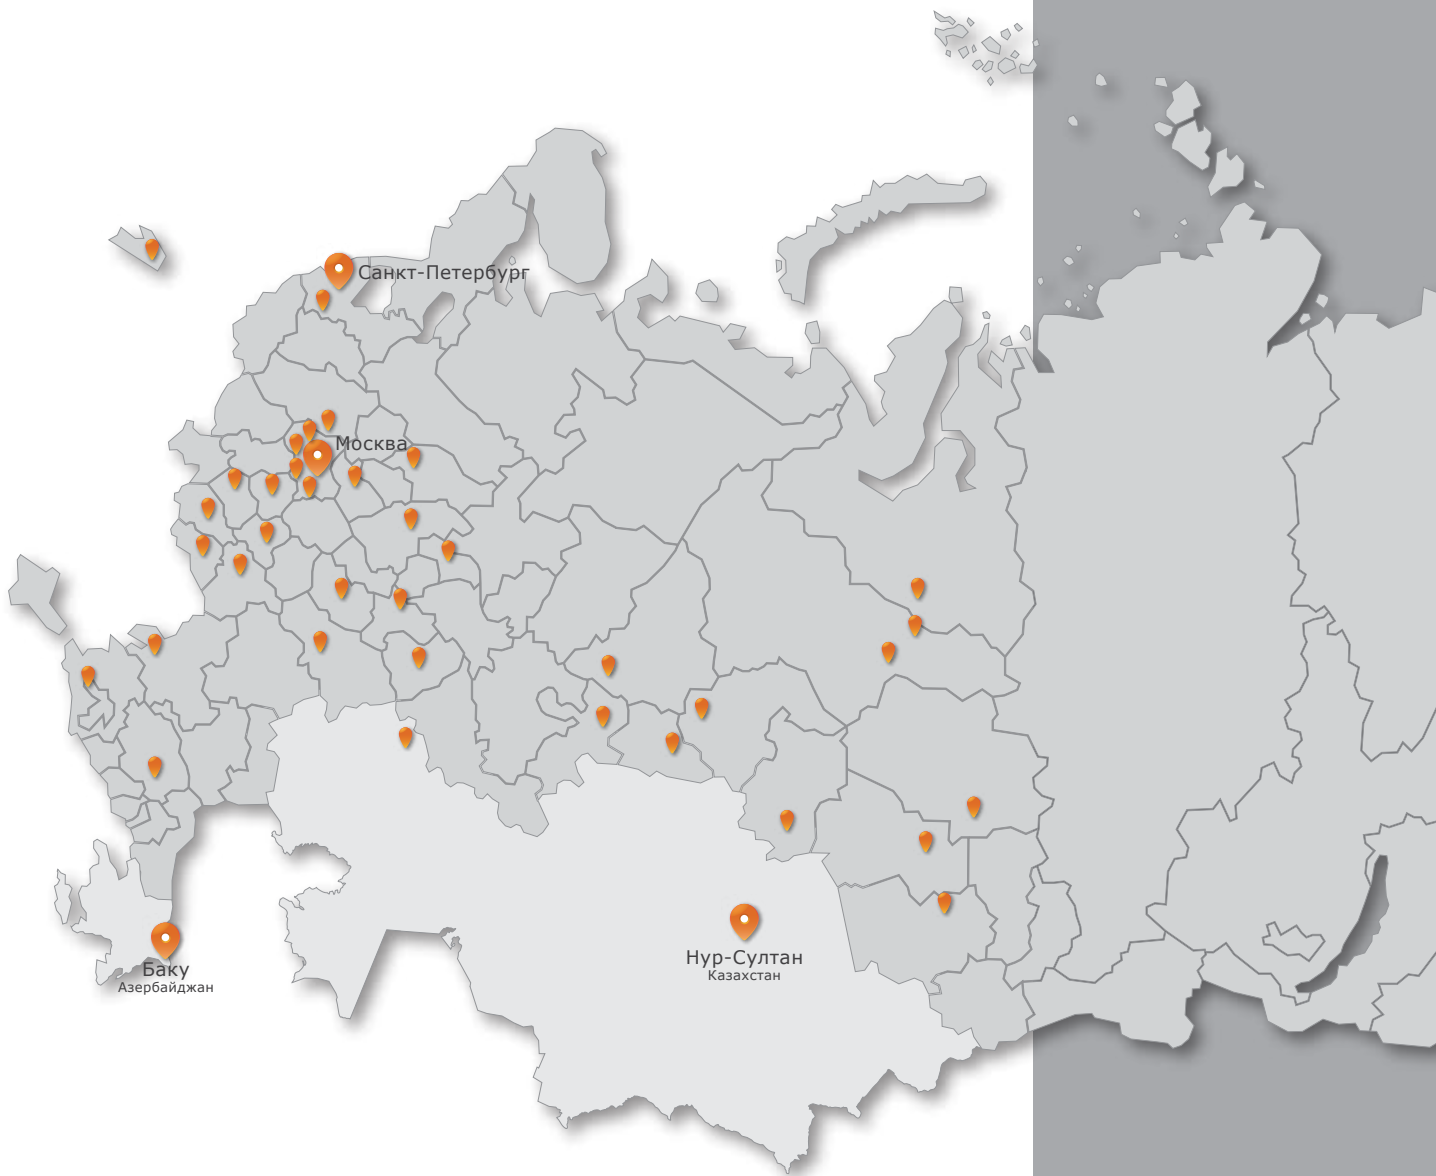 Санкт-Петербург
Москва
Нур-Султан
Казахстан
Баку
Азербайджан